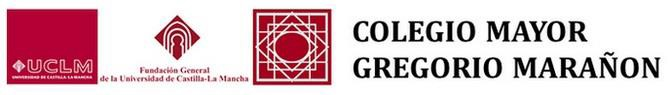 UCLM
UNIVERSIDAD DE CASTILLA-LA MANCHA
Fundación General
de la Universidad de Castilla-La Mancha
COLEGIO MAYOR
GREGORIO MARAÑON